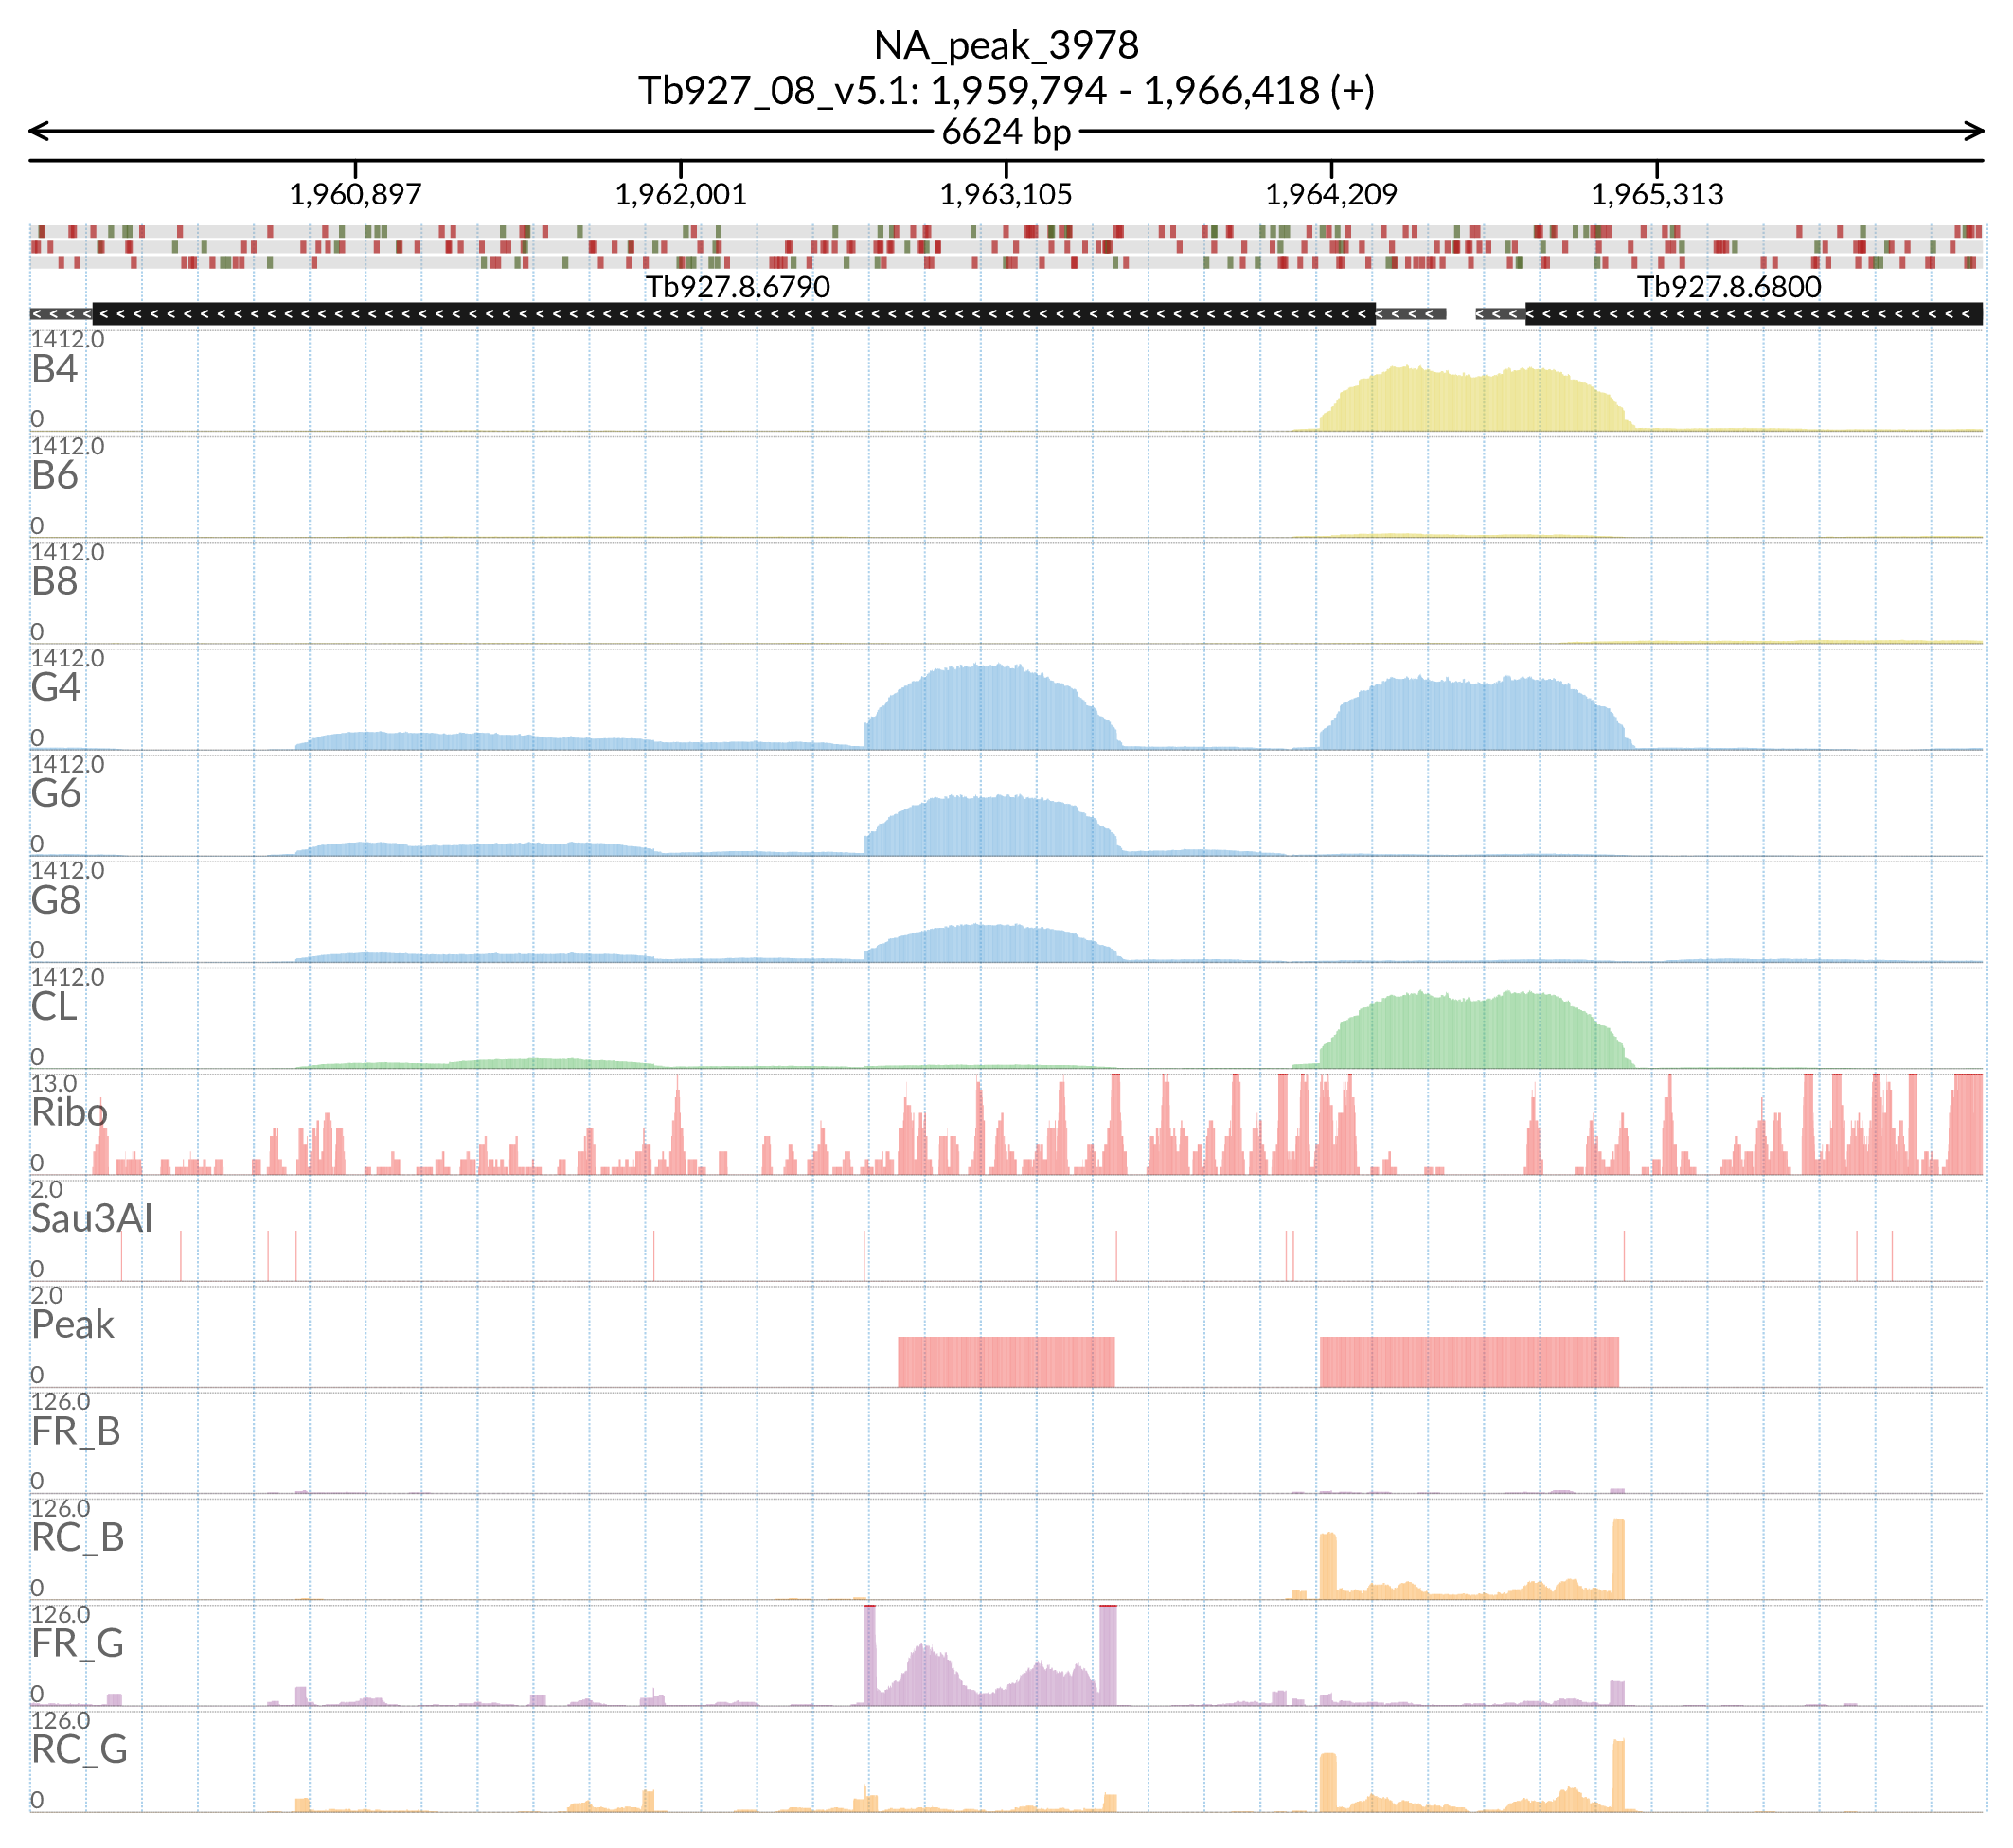 NA_peak_3978
Tb927_08_v5.1: 1,959,794 - 1,966,418 (+)
6624 bp
1,960,897 1,962,001 1,963,105 1,964,209 1,965,313
Tb927.8.6790 Tb927.8.6800
1412.0
B4
0
1412.0
B6
0
1412.0
B8
0
1412.0
G4
0
1412.0
G6
0
1412.0
G8
0
1412.0
CL
0
13.0
Ribo
0
2.0
Sau3AI
0
2.0
Peak
0
126.0
FR_B
0
126.0
RC_B
0
126.0
FR_G
0
126.0
RC_G
0